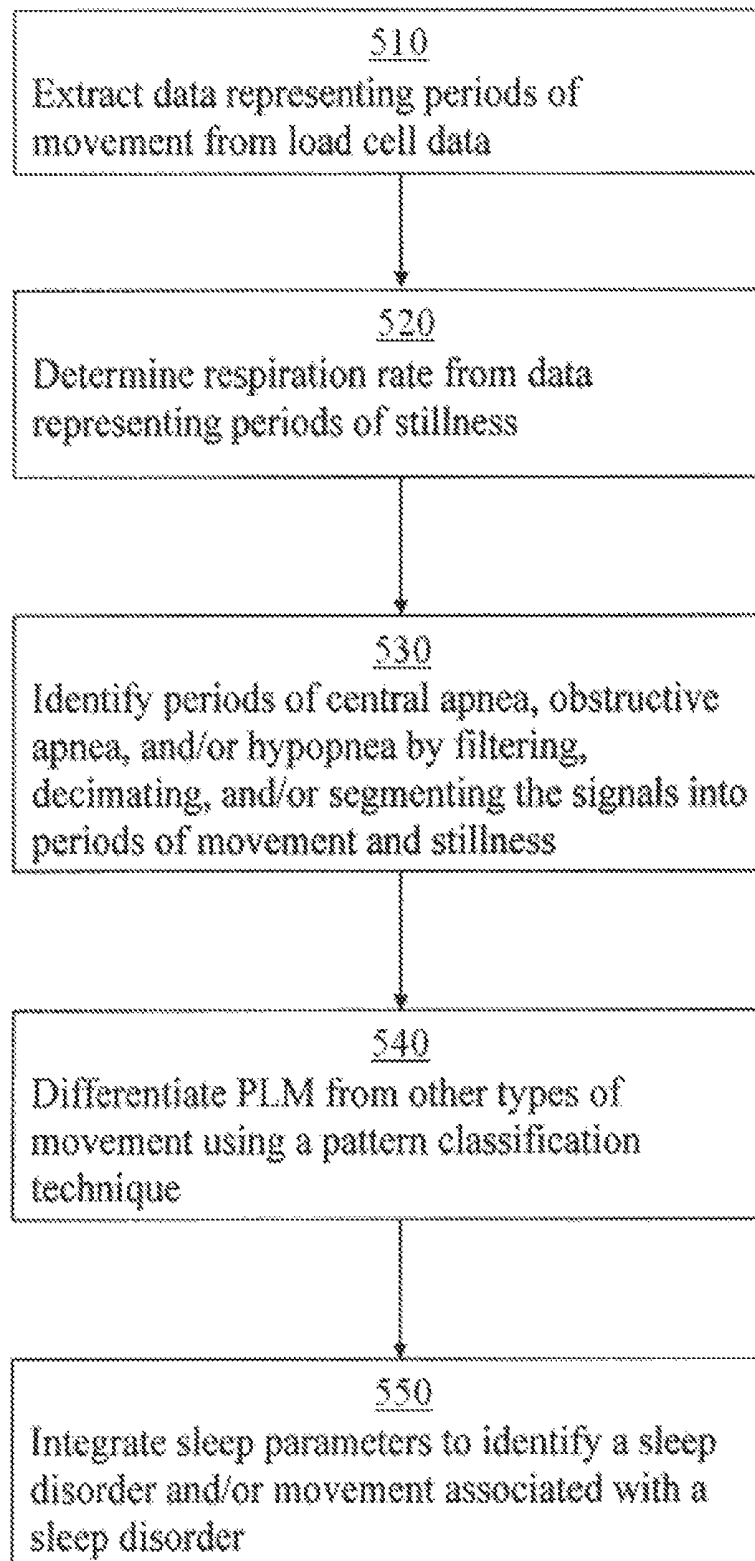 510
Extract data representing periods of
movement from load cell data
520
Determine respiration rate from data
representing periods of stillness
530
Identify periods of central apnea, obstructive
apnea, and/or hypopnea by filtering,
decimating, and/or segmenting the signals into
periods of movement and stillness
540
Differentiate PLM from other types of
movement using a pattern classification
technique
550
Integrate sleep parameters to identify a sleep
disorder and/or movement associated with a
sleep disorder